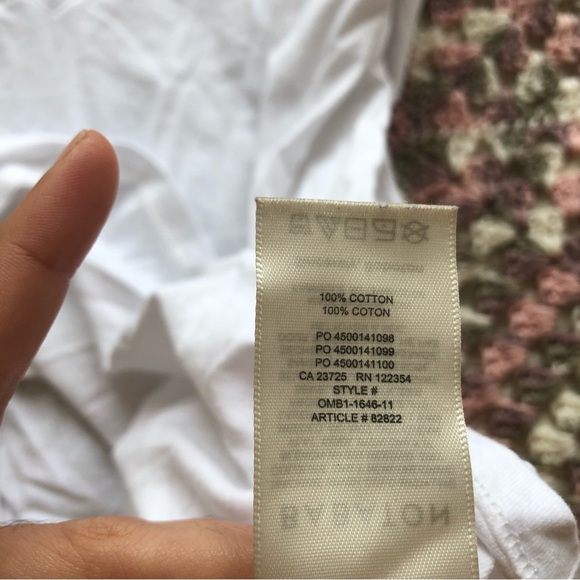 100% COTTON
100% COTON
PO 4500141098
PO 4500141099
PO 4500141100
CA 23725 RN 122354
STYLE #
OMB1-1646-11
ARTICLE # 82822
BABATON